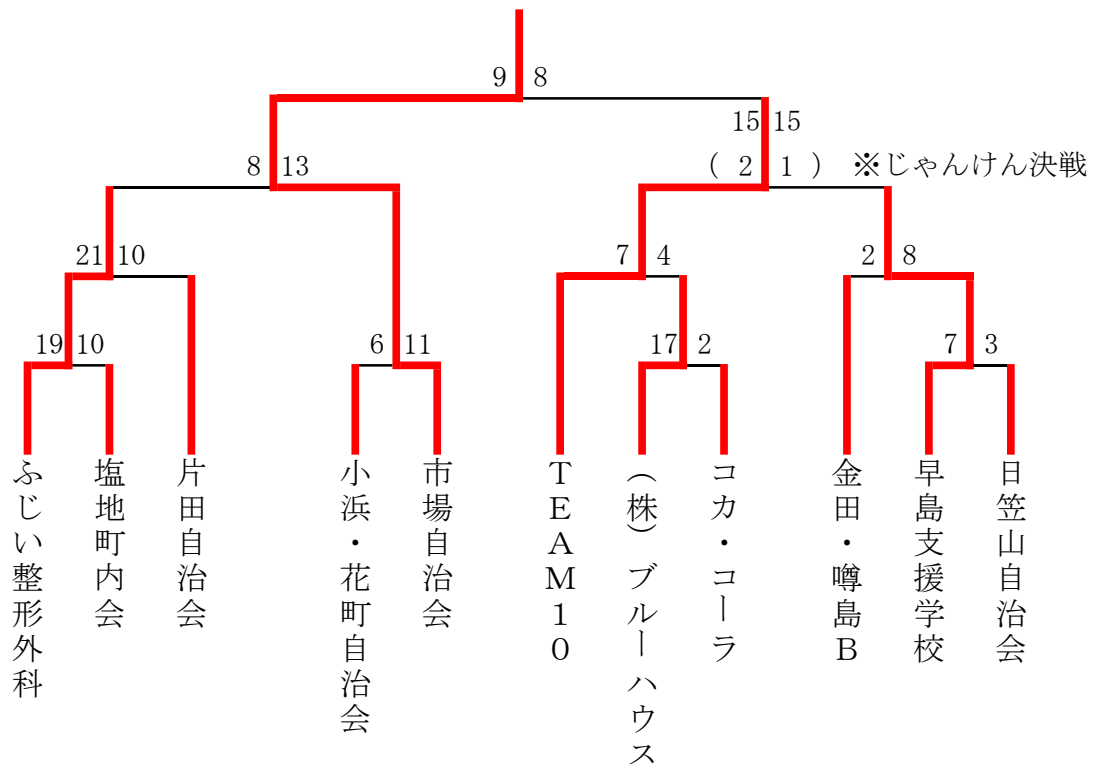 9 8
15 15
8 13
( 2 1 ) ※じゃんけん決戦
21 10
7 4
2 8
19 10
6 11
17 2
7 3
ふじい整形外科
塩地町内会
片田自治会
小浜・花町自治会
市場自治会
TEAM10
(株)ブルーハウス
コカ・コーラ
金田・噂島B
早島支援学校
日笠山自治会